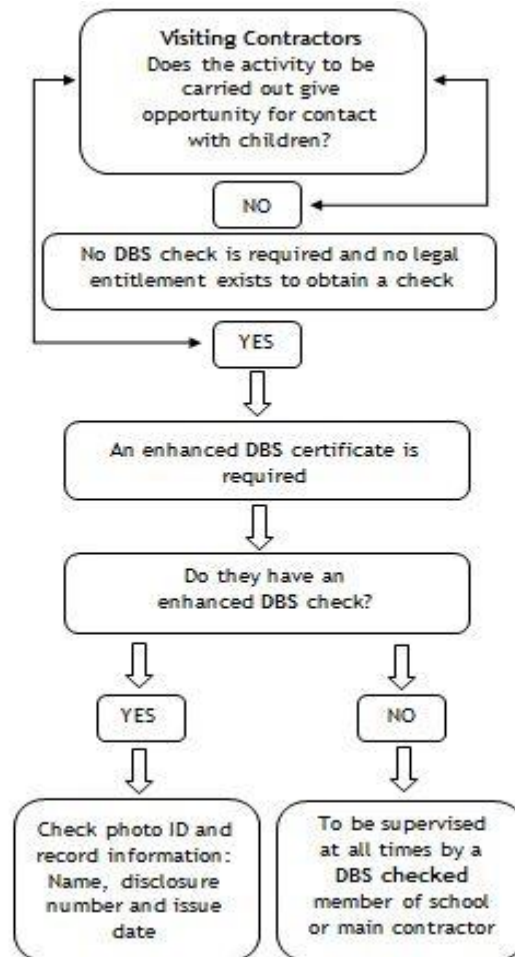 Visiting Contractors
Does the activity to be
carried out give
opportunity for contact
with children?
NO
No DBS check is required and no legal
entitlement exists to obtain a check
YES
An enhanced DBS certificate is
required
Do they have an
enhanced DBS check?
YES
NO
Check photo ID and
record information:
Name, disclosure
number and issue
date
To be supervised
at all times by a
DBS checked
member of school
or main contractor